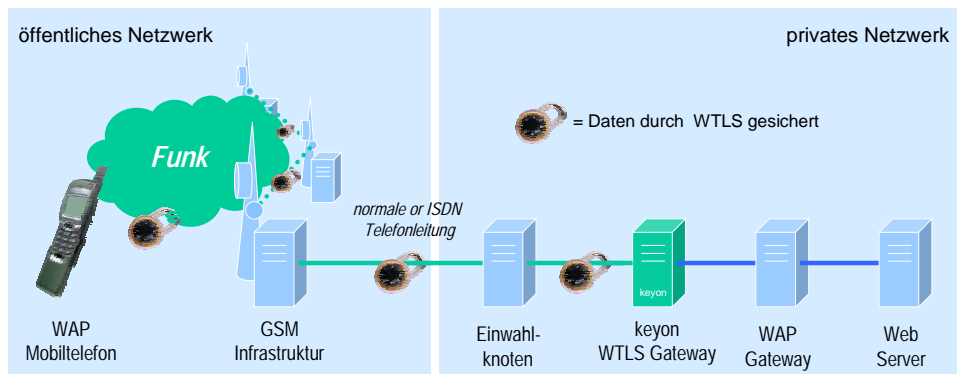 öffentliches Netzwerk
privates Netzwerk
= Daten durch WTLS gesichert
Funk
normale or ISDN
Telefonleitung
keyon
WAP
Mobiltelefon
GSM
Infrastruktur
Einwahl-
knoten
keyon
WTLS Gateway
WAP
Gateway
Web
Server